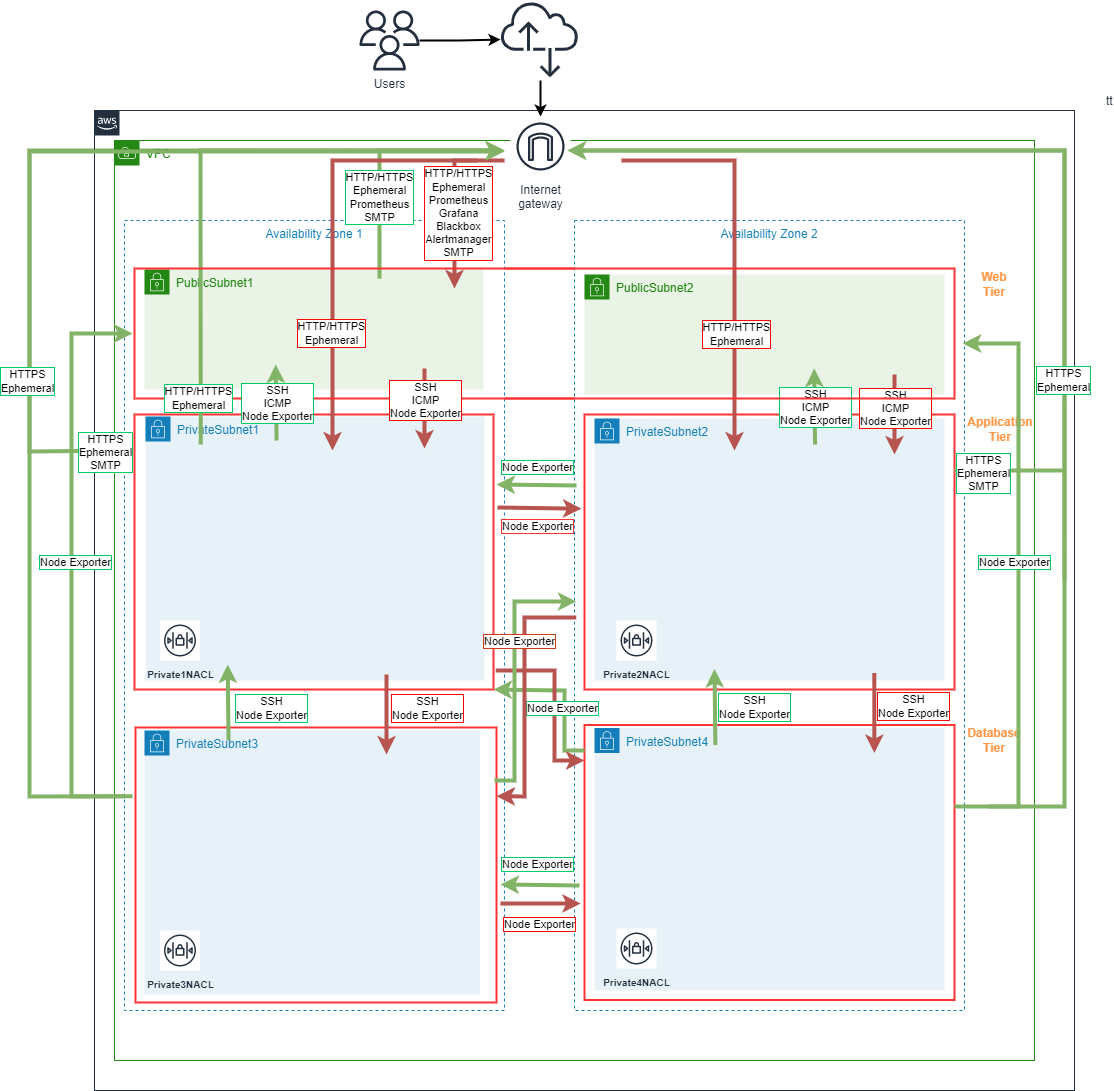 Users
tt
aws
VPC
Internet
gateway
HTTP/HTTPS
Ephemeral
Prometheus
SMTP
HTTP/HTTPS
Ephemeral
Prometheus
Grafana
Blackbox
Alertmanager
SMTP
Availability Zone 1
Availability Zone 2
PublicSubnet1
PublicSubnet2
Web
Tier
HTTP/HTTPS
Ephemeral
HTTP/HTTPS
Ephemeral
HTTPS
Ephemeral
HTTPS
Ephemeral
HTTP/HTTPS
Ephemeral
SSH
ICMP
Node Exporter
SSH
ICMP
Node Exporter
SSH
ICMP
Node Exporter
SSH
ICMP
Node Exporter
PrivateSubnet1
PrivateSubnet2
Application
Tier
HTTPS
Ephemeral
SMTP
HTTPS
Ephemeral
SMTP
Node Exporter
Node Exporter
Node Exporter
Node Exporter
Node Exporter
Private1NACL
Private2NACL
SSH
Node Exporter
SSH
Node Exporter
Node Exporter
SSH
Node Exporter
SSH
Node Exporter
PrivateSubnet3
PrivateSubnet4
Database
Tier
Node Exporter
Node Exporter
Private3NACL
Private4NACL